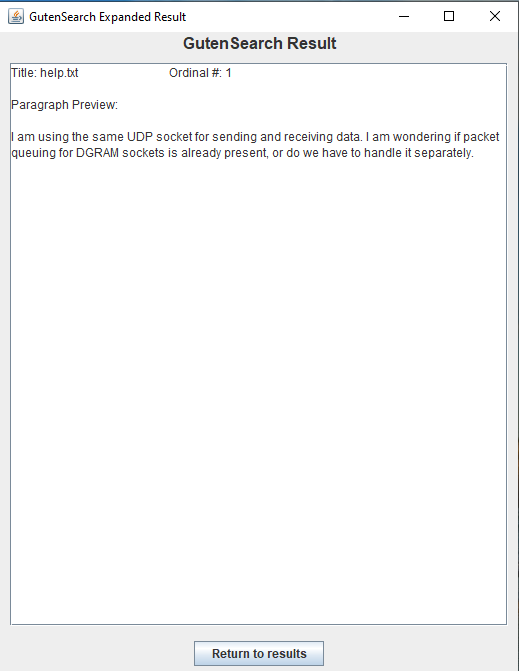 GutenSearch Expanded Result
GutenSearch Result
Title: help.txt Ordinal #: 1
Paragraph Preview:
I am using the same UDP socket for sending and receiving data. I am wondering if packet
queuing for DGRAM sockets is already present, or do we have to handle it separately.
Return to results